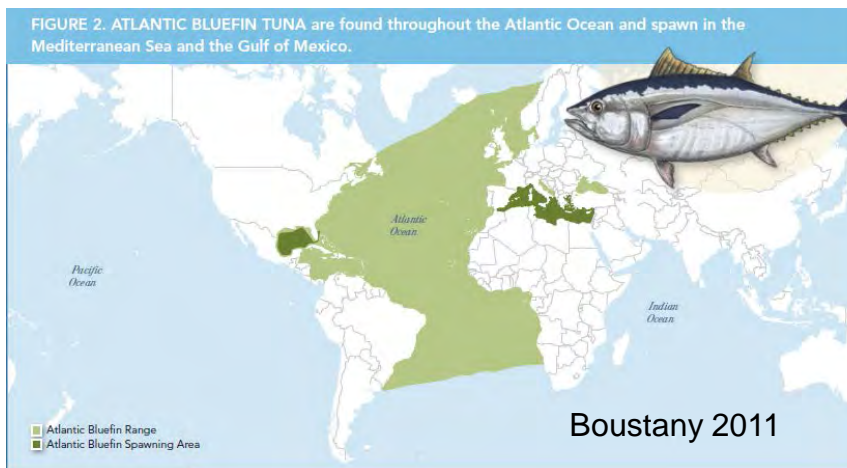 FIGURE 2. ATLANTIC BLUEFIN TUNA are found throughout the Atlantic Ocean and spawn in the
Mediterranean Sea and the Gulf of Mexico.
Atlantic
Ocean
Pacific
Ocean
Indian
Ocean
Atlantic Bluefin Range
Atlantic Bluefin Spawning Area
Boustany 2011